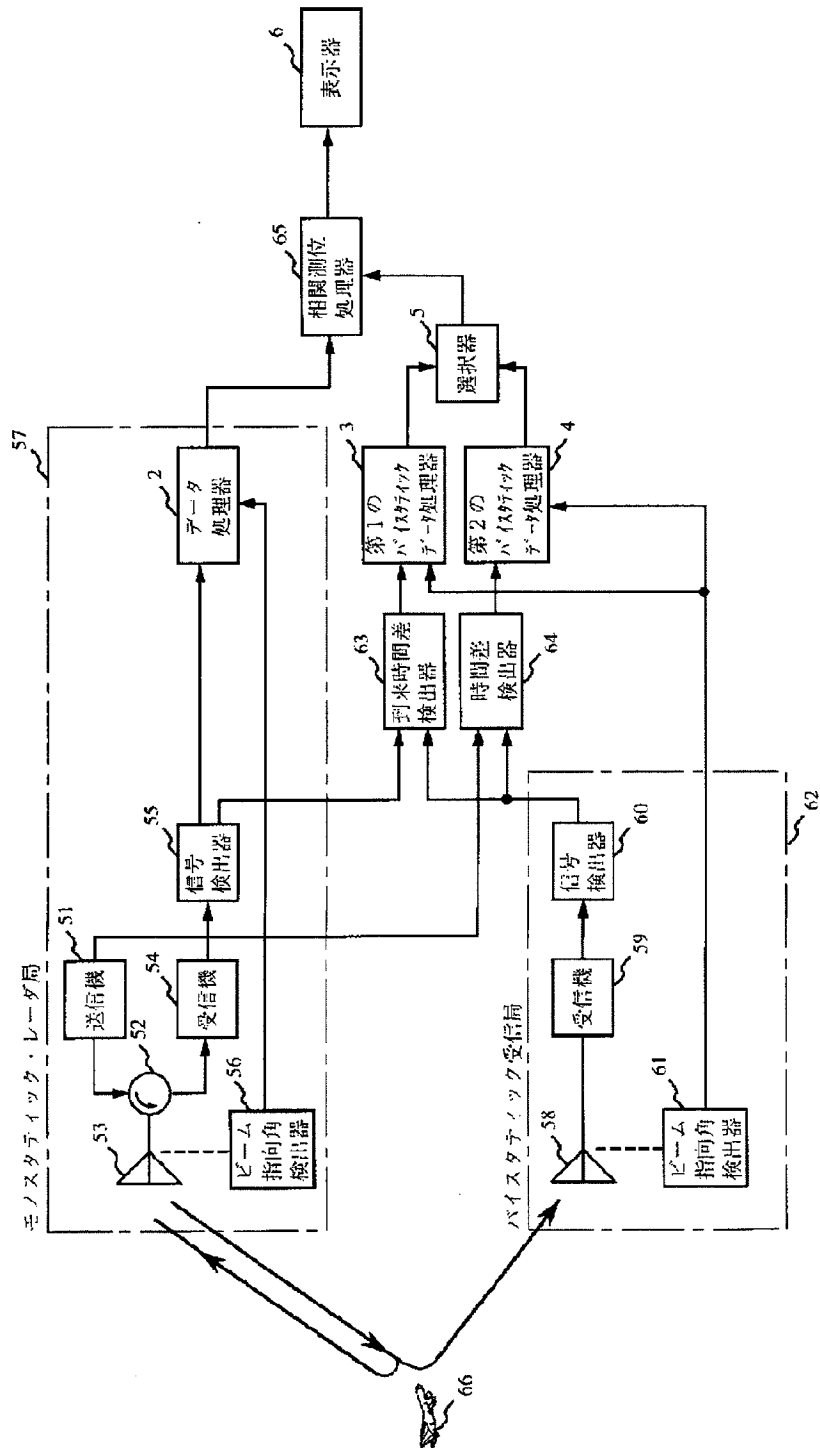 モノスタティック・レーダ局
57
送信機
51
52
53
受信機
54
信号
検出器
55
ビーム
指向角
検出器
56
データ
処理器
2
66
バイスタティック受信局
62
58
受信機
59
信号
検出器
60
ビーム
指向角
検出器
61
到来時間差
検出器
63
時間差
検出器
64
第1の
バイスタティック
データ処理器
3
第2の
バイスタティック
データ処理器
4
選択器
5
相関測位
処理器
65
表示器
6